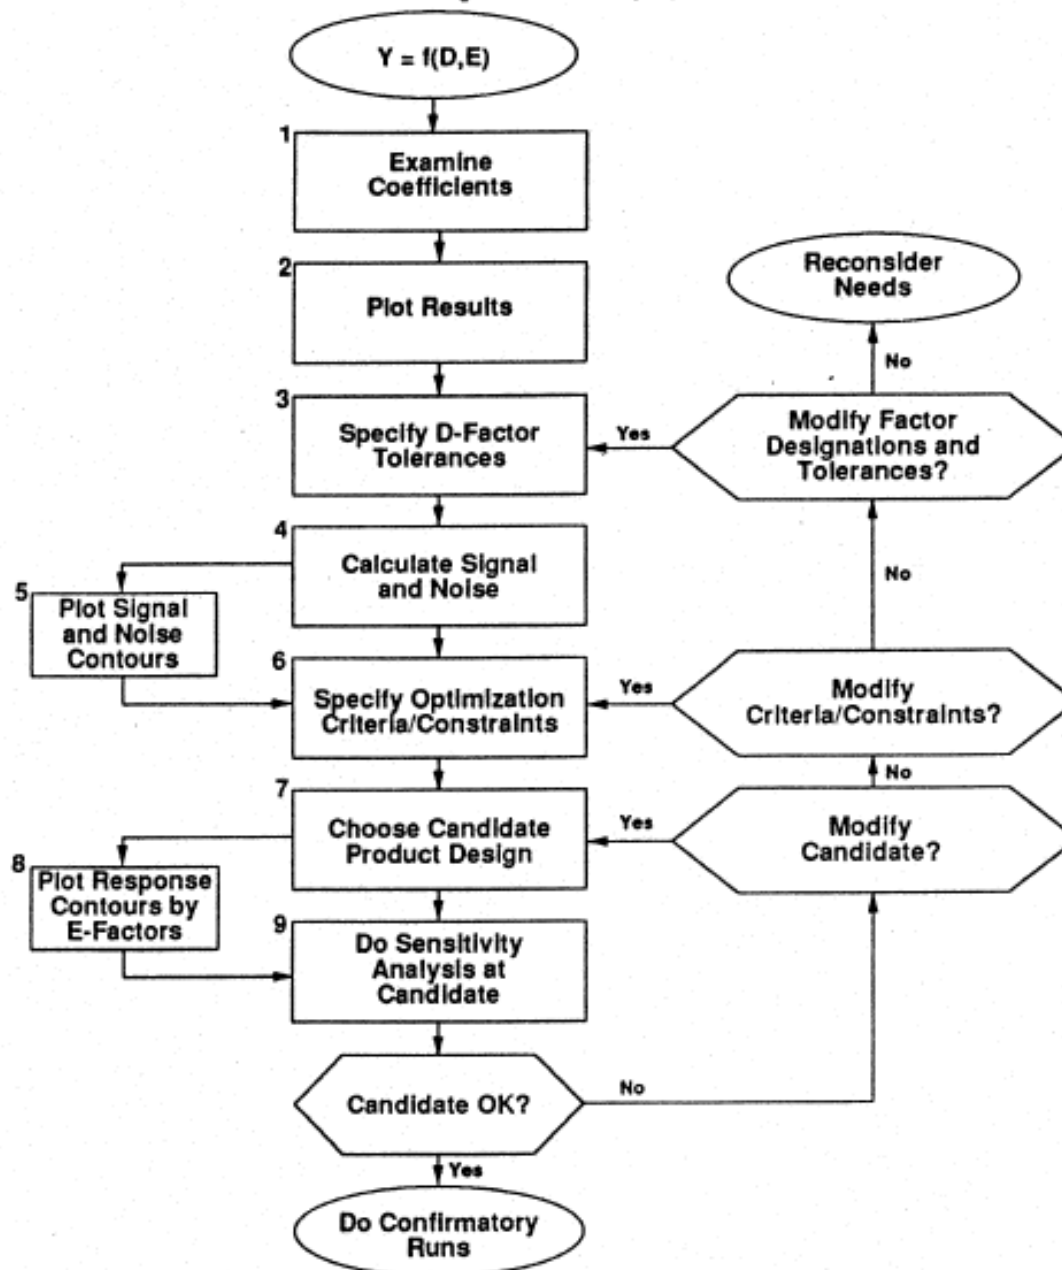 Y = f(D,E)
1
Examine
Coefficients
2
Plot Results
Reconsider
Needs
No
3
Specify D-Factor
Tolerances
Yes
Modify Factor
Designations and
Tolerances?
4
Calculate Signal
and Noise
No
5
Plot Signal
and Noise
Contours
6
Specify Optimization
Criteria/Constraints
Yes
Modify
Criteria/Constraints?
No
7
Choose Candidate
Product Design
Yes
Modify
Candidate?
8
Plot Response
Contours by
E-Factors
9
Do Sensitivity
Analysis at
Candidate
Candidate OK?
No
Yes
Do Confirmatory
Runs